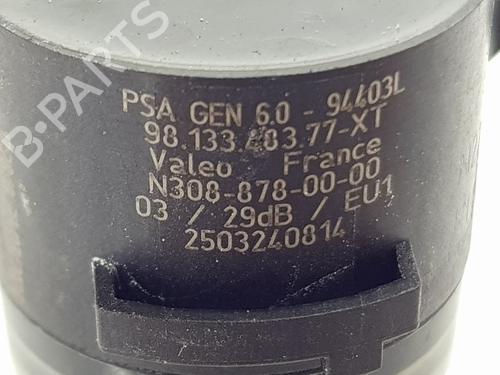 B-PARTS
PSA GEN 6.0 - 94403L
98.133.483.77-XT
Valeo France
N308-878-00-00
03 / 29dB / EU1
2503240814